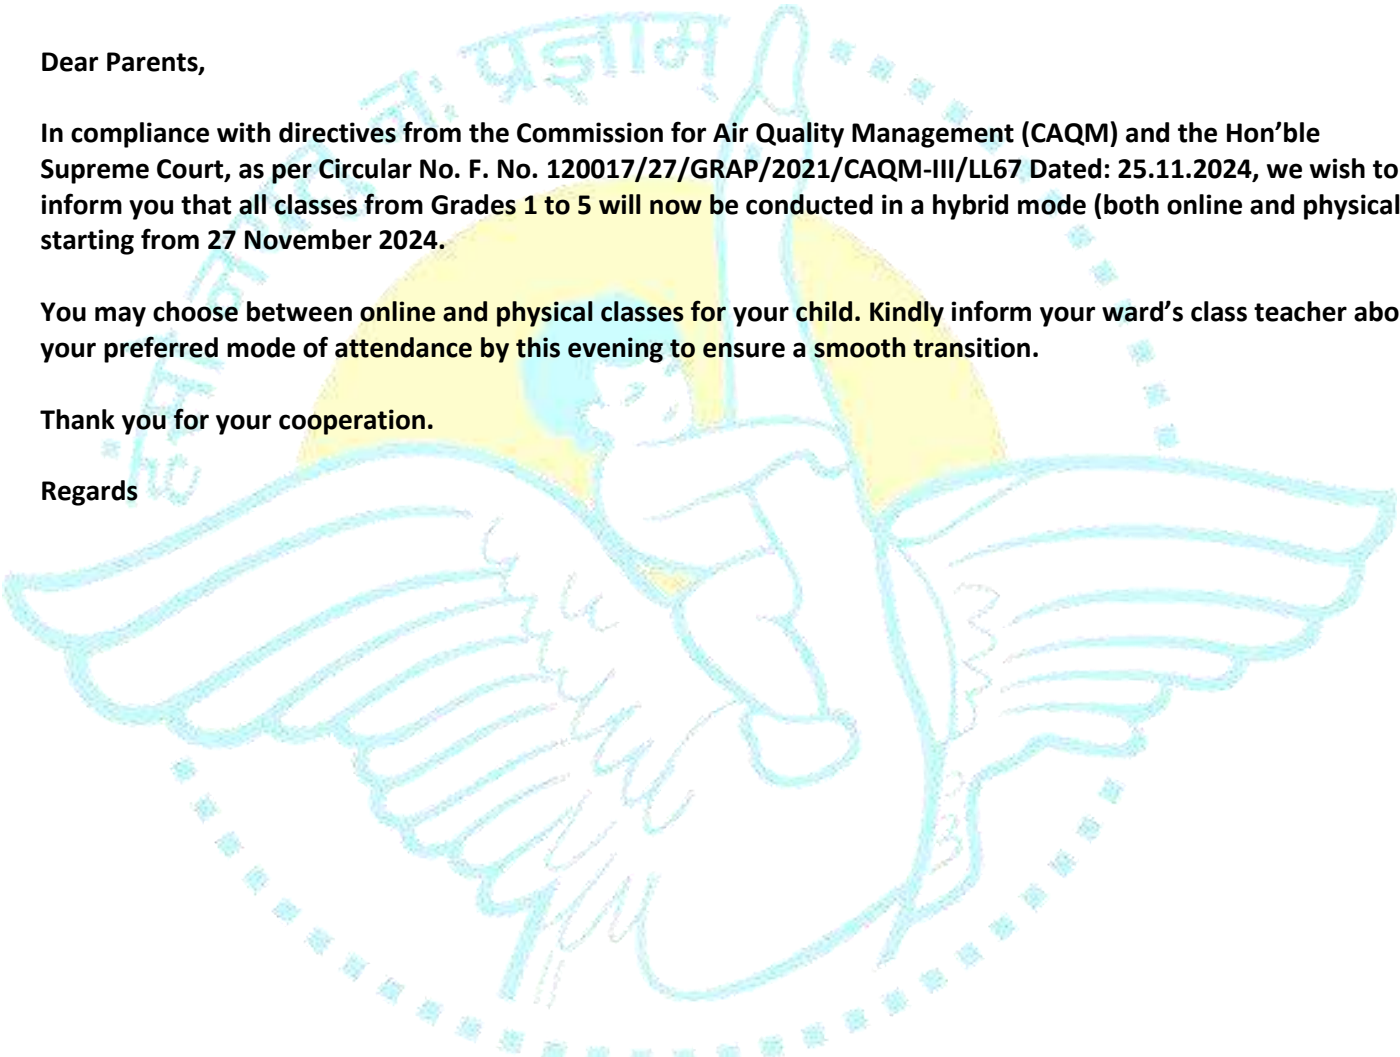 इमा नयतु नः प्रज्ञाम्
Dear Parents,
In compliance with directives from the Commission for Air Quality Management (CAQM) and the Hon’ble
Supreme Court, as per Circular No. F. No. 120017/27/GRAP/2021/CAQM-III/LL67 Dated: 25.11.2024, we wish to
inform you that all classes from Grades 1 to 5 will now be conducted in a hybrid mode (both online and physical
starting from 27 November 2024.
You may choose between online and physical classes for your child. Kindly inform your ward’s class teacher abo
your preferred mode of attendance by this evening to ensure a smooth transition.
Thank you for your cooperation.
Regards